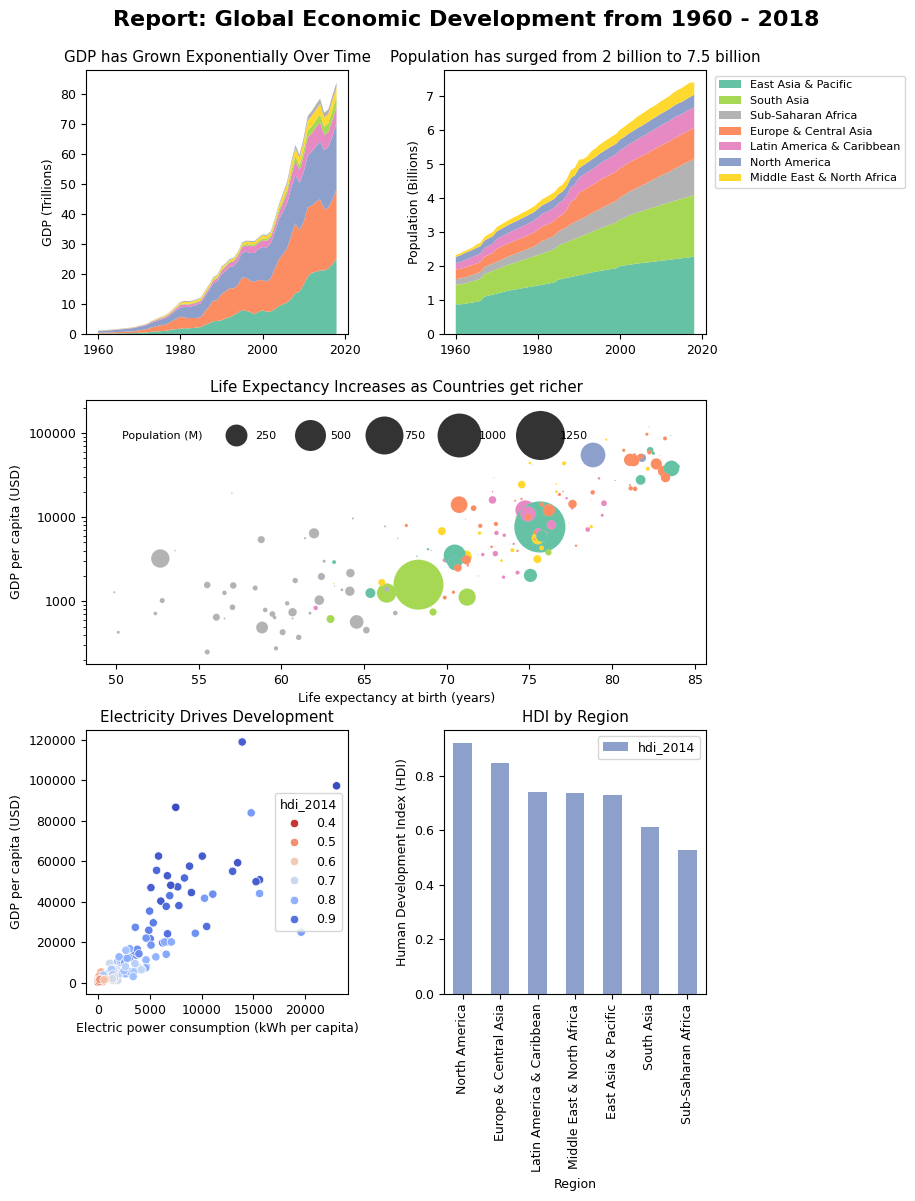 Report: Global Economic Development from 1960 - 2018
GDP has Grown Exponentially Over Time
GDP (Trillions)
80
70
60
50
40
30
20
10
0
1960 1980 2000 2020
Population has surged from 2 billion to 7.5 billion
Population (Billions)
7
6
5
4
3
2
1
0
1960 1980 2000 2020
East Asia & Pacific
South Asia
Sub-Saharan Africa
Europe & Central Asia
Latin America & Caribbean
North America
Middle East & North Africa
Life Expectancy Increases as Countries get richer
Population (M) 250 500 750 1000 1250
GDP per capita (USD)
100000
10000
1000
50 55 60 65 70 75 80 85
Life expectancy at birth (years)
Electricity Drives Development
GDP per capita (USD)
120000
100000
80000
60000
40000
20000
0
hdi_2014
0.4
0.5
0.6
0.7
0.8
0.9
0 5000 10000 15000 20000
Electric power consumption (kWh per capita)
HDI by Region
hdi_2014
Human Development Index (HDI)
0.8
0.6
0.4
0.2
0.0
North America
Europe & Central Asia
Latin America & Caribbean
Middle East & North Africa
East Asia & Pacific
South Asia
Sub-Saharan Africa
Region